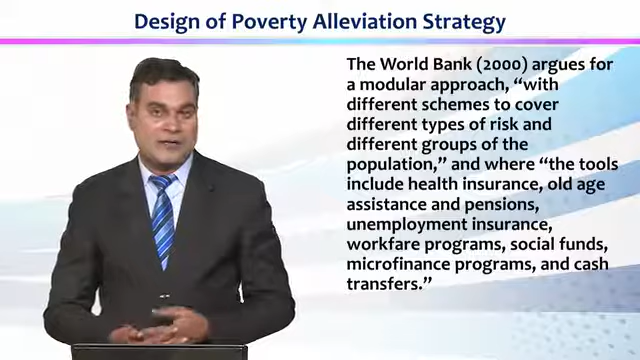 Design of Poverty Alleviation Strategy
The World Bank (2000) argues for
a modular approach, “with
different schemes to cover
different types of risk and
different groups of the
population,” and where “the tools
include health insurance, old age
assistance and pensions,
unemployment insurance,
workfare programs, social funds,
microfinance programs, and cash
transfers.”